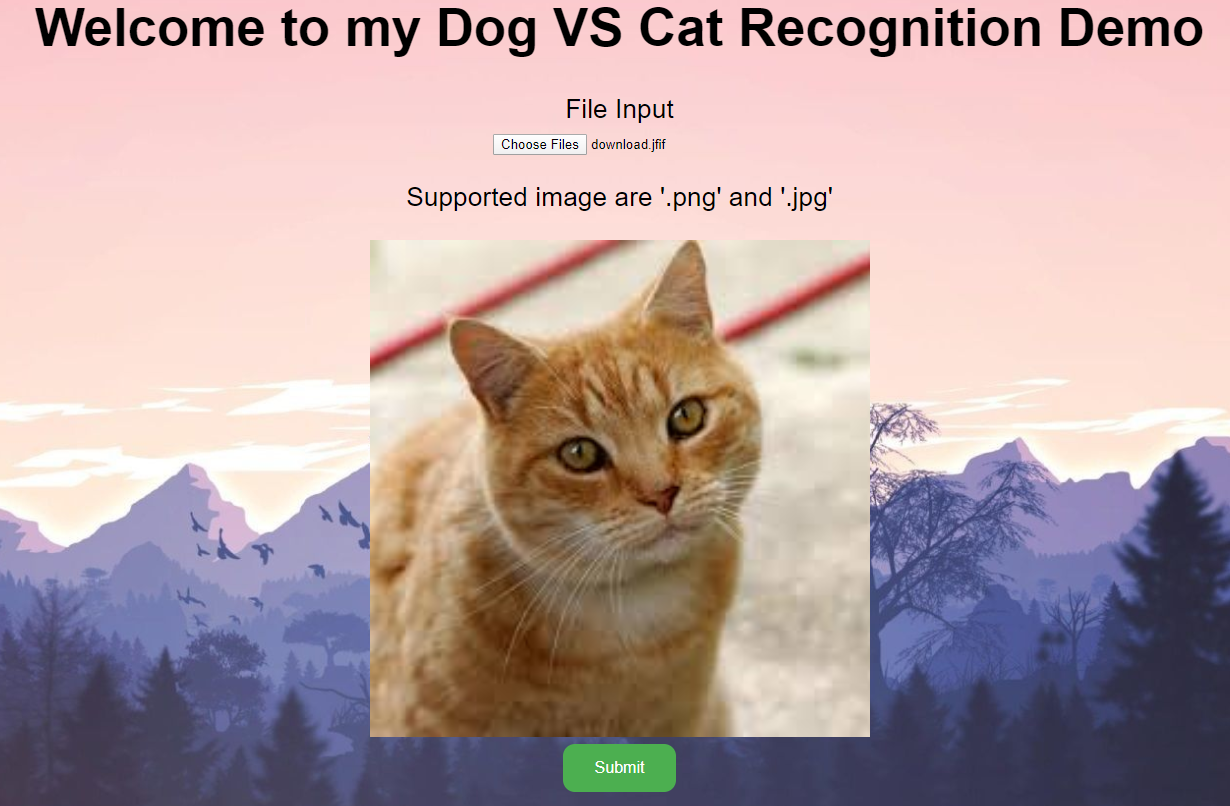 Welcome to my Dog VS Cat Recognition Demo
File Input
Choose Files download.jfif
Supported image are '.png' and '.jpg'
Submit